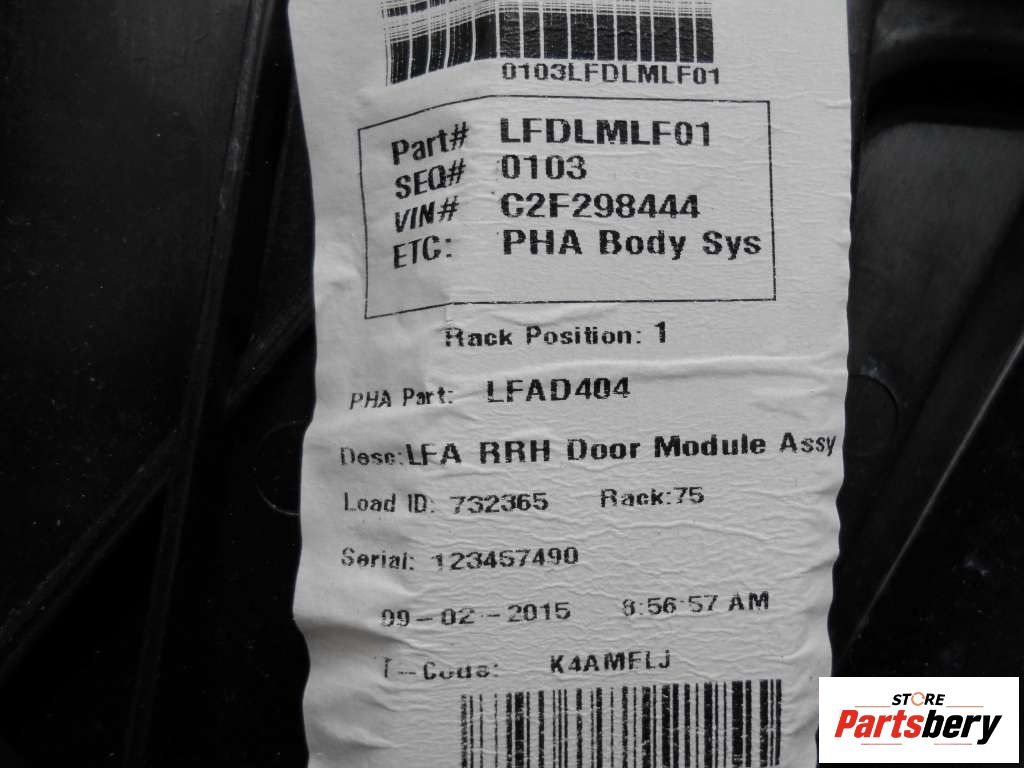 0103LFDLMLF01
Part# LFDLMLF01
SEQ# 0103
VIN# C2F298444
ETC: PHA Body Sys
Rack Position: 1
PHA Part: LFAD404
Desc:LFA RRH Door Module Assy
Load ID: 732365 Rack:75
Serial: 123457490
09-02-2015 8:56:57 AM
T-Code: K4AMFLJ
STORE
Partsbery